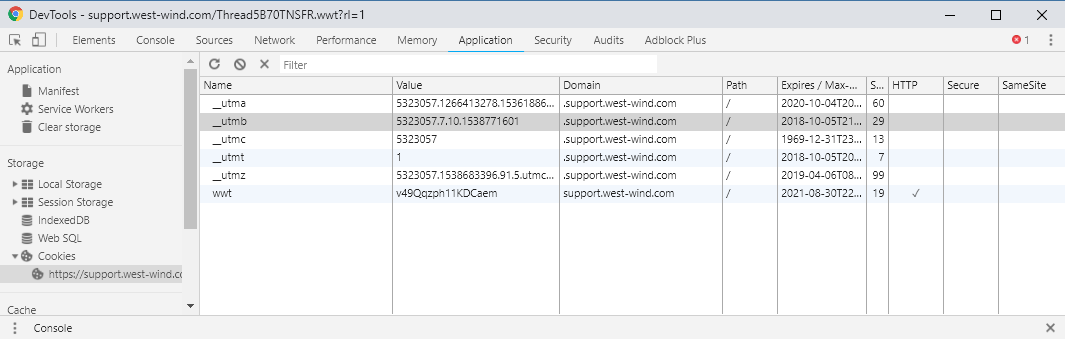 DevTools - support.west-wind.com/Thread5B70TNSFR.wwt?rl=1
Elements Console Sources Network Performance Memory Application Security Audits Adblock Plus 1
Application
Manifest
Service Workers
Clear storage
Storage
Local Storage
Session Storage
IndexedDB
Web SQL
Cookies
https://support.west-wind.co
Cache
Filter
Name Value Domain Path Expires / Max-... S... HTTP Secure SameSite
__utma 5323057.1266413278.15361886... .support.west-wind.com / 2020-10-04T20... 60
__utmb 5323057.7.10.1538771601 .support.west-wind.com / 2018-10-05T21... 29
__utmc 5323057 .support.west-wind.com / 1969-12-31T23... 13
__utmt 1 .support.west-wind.com / 2018-10-05T20... 7
__utmz 5323057.1538683396.91.5.utmc... .support.west-wind.com / 2019-04-06T08... 99
wwt v49Qqzph11KDCaem support.west-wind.com / 2021-08-30T22... 19 ✓
Console